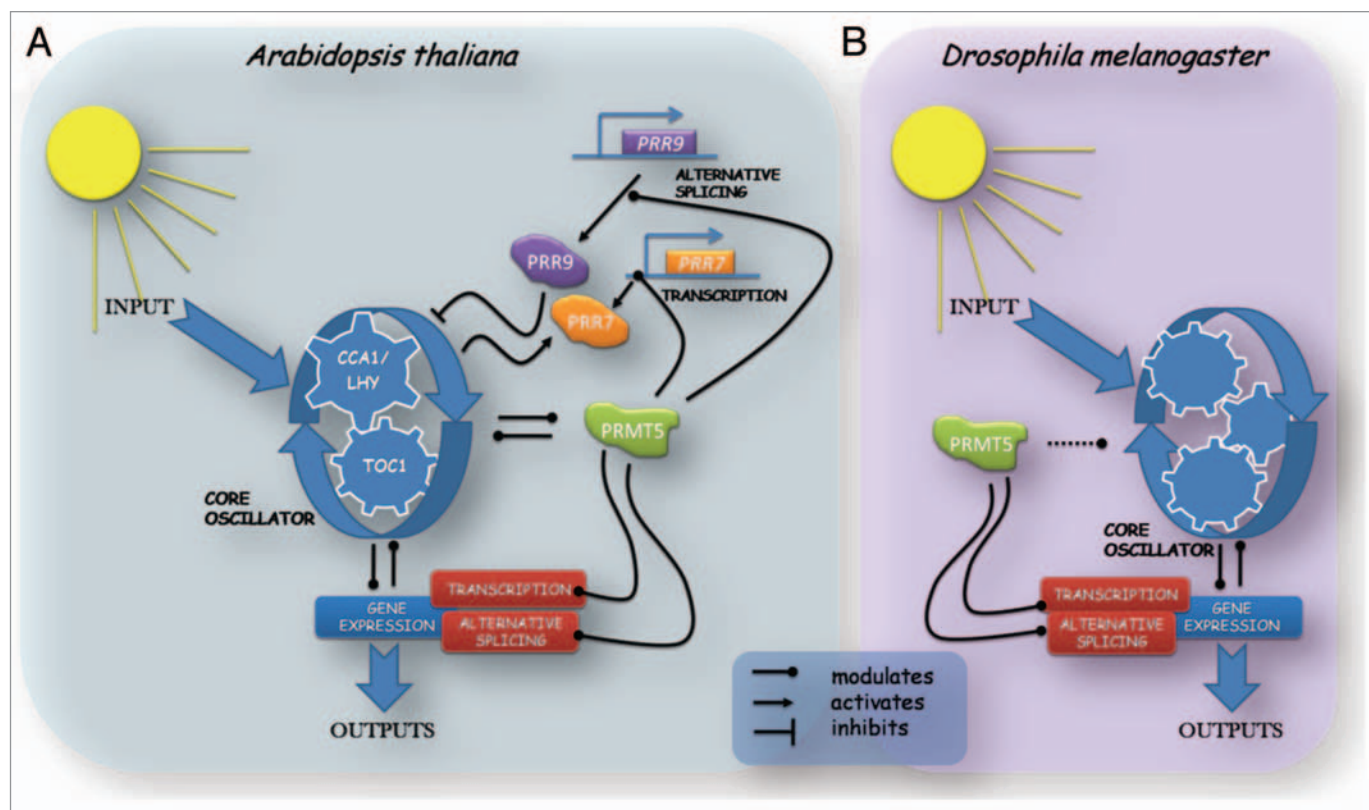 A
Arabidopsis thaliana
PRR9
ALTERNATIVE
SPLICING
PRR9
PRR7
TRANSCRIPTION
PRR7
INPUT
CCA1/
LHY
TOC1
PRMT5
CORE
OSCILLATOR
TRANSCRIPTION
GENE
EXPRESSION
ALTERNATIVE
SPLICING
OUTPUTS
B
Drosophila melanogaster
INPUT
PRMT5
CORE
OSCILLATOR
TRANSCRIPTION
ALTERNATIVE
SPLICING
GENE
EXPRESSION
OUTPUTS
modulates
activates
inhibits